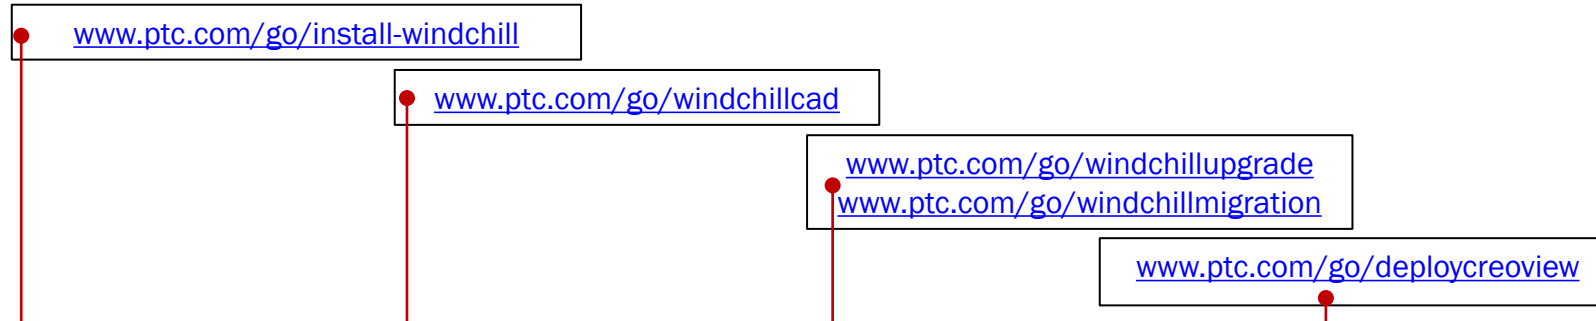 www.ptc.com/go/install-windchill
www.ptc.com/go/windchillcad
www.ptc.com/go/windchillupgrade
www.ptc.com/go/windchillmigration
www.ptc.com/go/deploycreoview